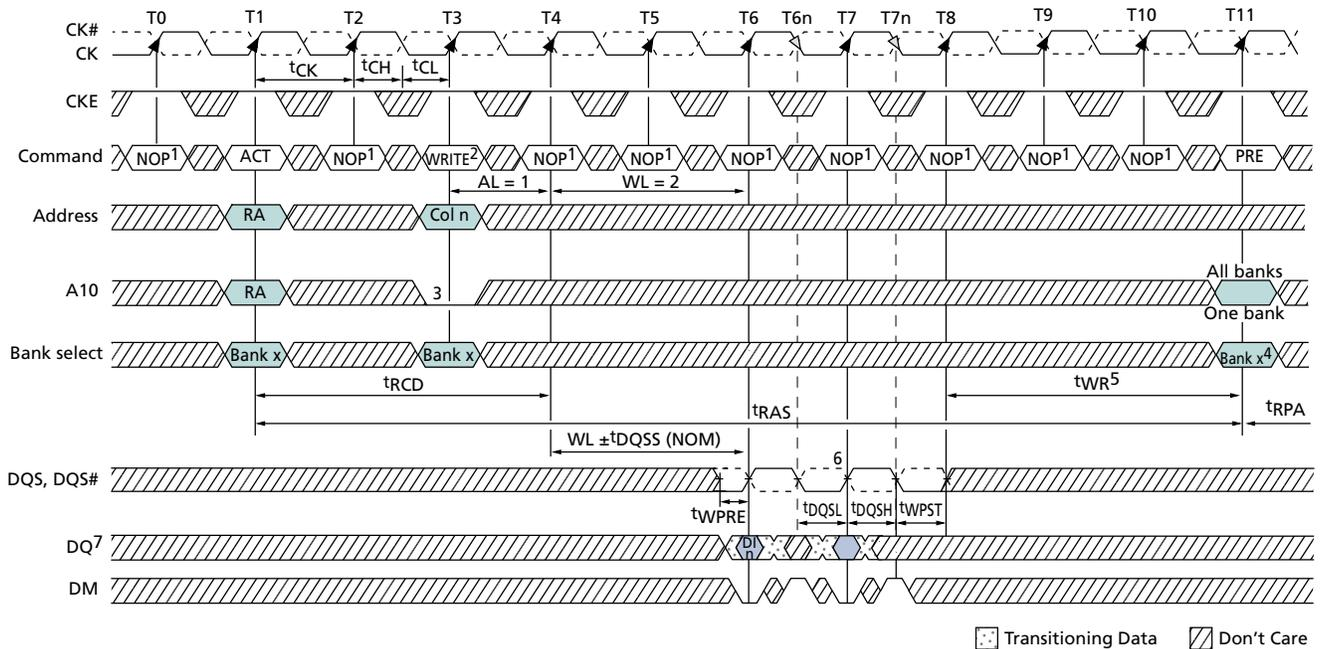 T0 T1 T2 T3 T4 T5 T6 T6n T7 T7n T8 T9 T10 T11
CK#
CK
tCK tCH tCL
CKE
Command NOP1 ACT NOP1 WRITE2 NOP1 NOP1 NOP1 NOP1 NOP1 NOP1 NOP1 PRE
AL = 1 WL = 2
Address RA Col n
All banks
A10 RA 3
One bank
Bank select Bank x Bank x Bank x4
tRCD tWR5
tRAS tRPA
WL ±tDQSS (NOM)
6
DQS, DQS#
tWPRE tDQSL tDQSH tWPST
DQ7 DI n
DM
Transitioning Data Don't Care